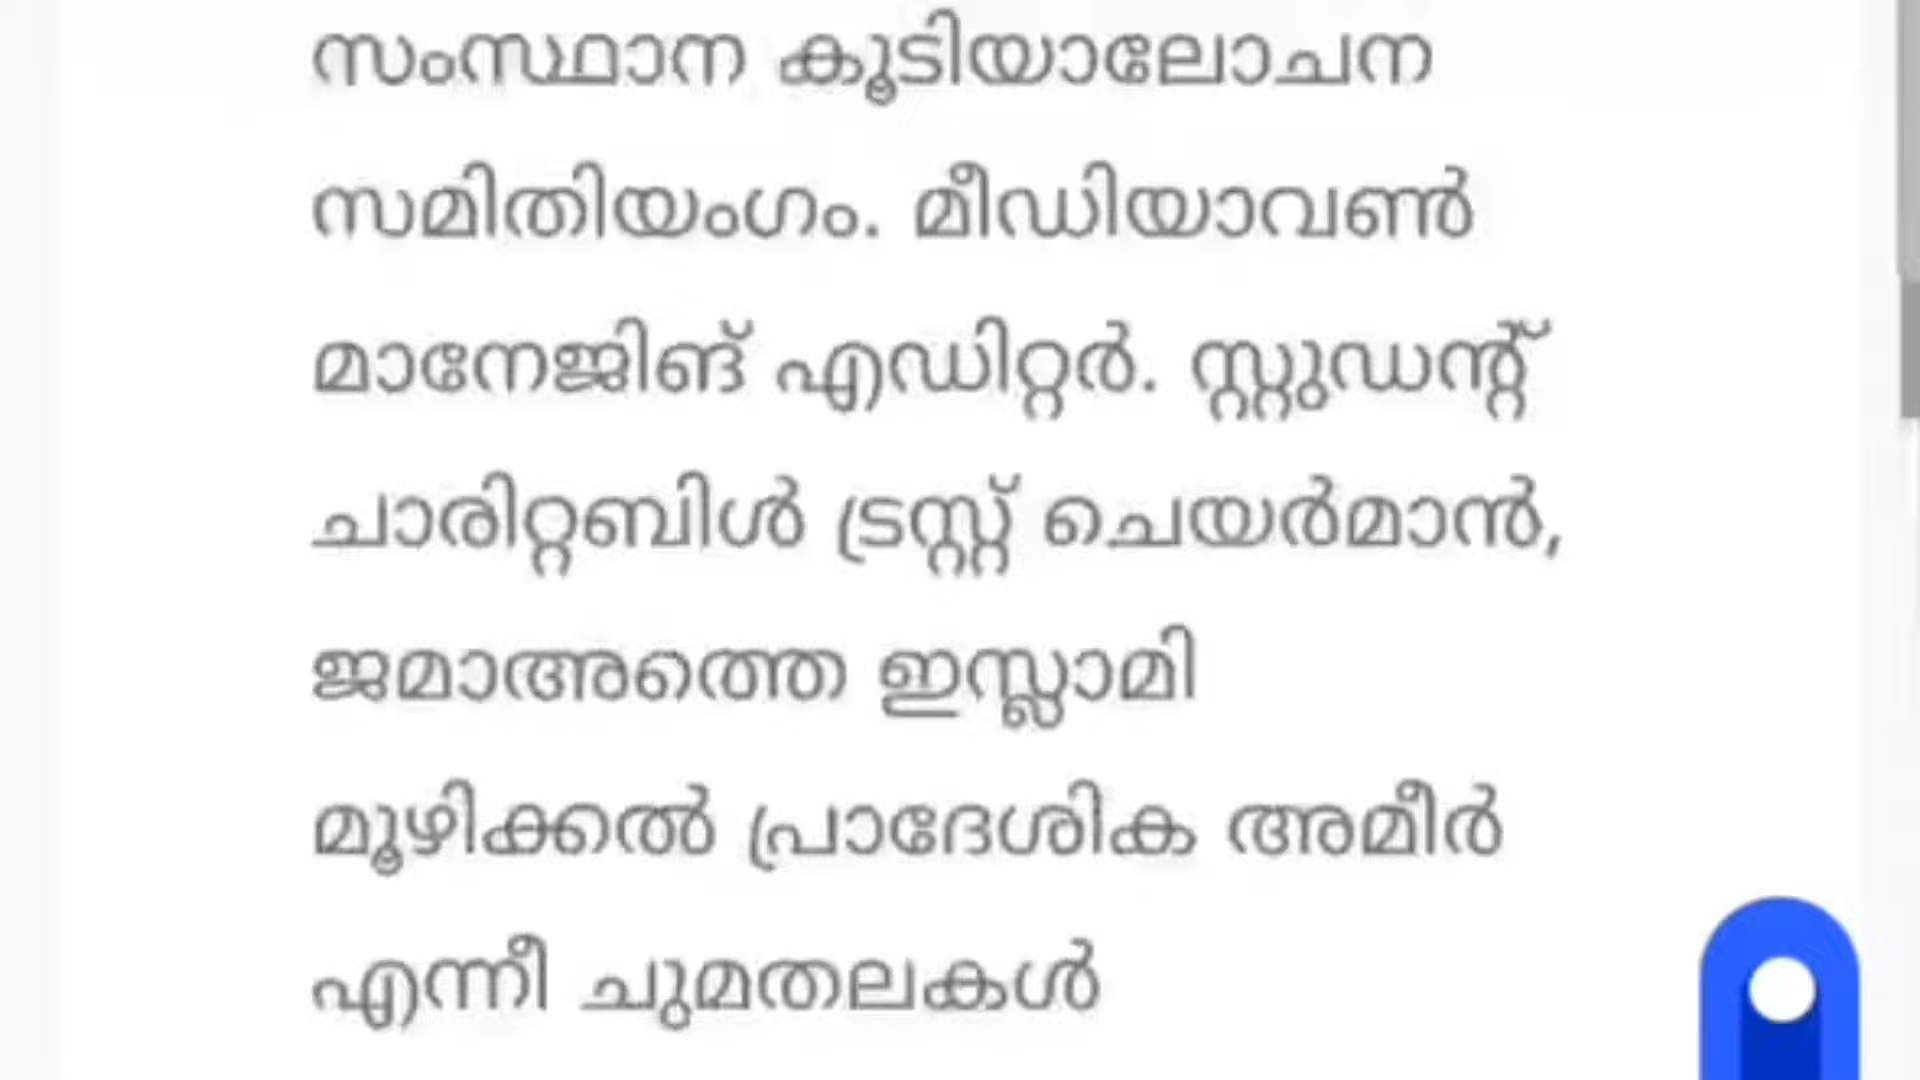 സംസ്ഥാന കൂടിയാലോചന
സമിതിയംഗം. മീഡിയാവൺ
മാനേജിങ് എഡിറ്റർ. സ്റ്റുഡന്റ്
ചാരിറ്റബിൾ ട്രസ്റ്റ് ചെയർമാൻ,
ജമാഅത്തെ ഇസ്ലാമി
മൂഴിക്കൽ പ്രാദേശിക അമീർ
എന്നീ ചുമതലകൾ